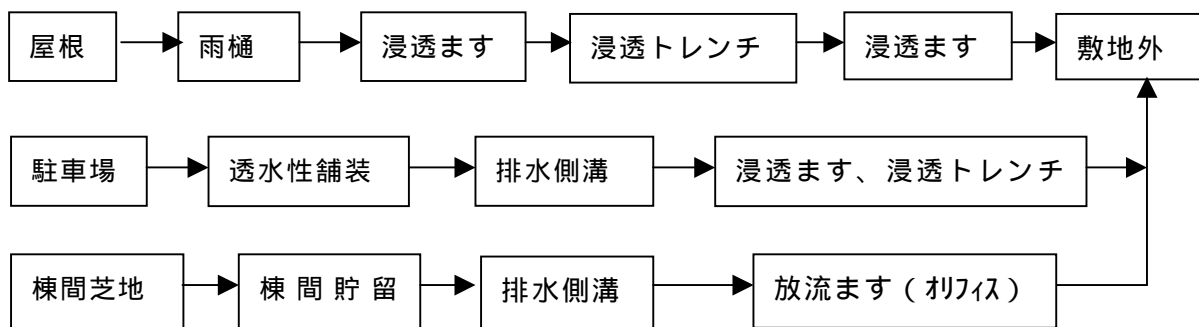 屋根 雨樋 浸透ます 浸透トレンチ 浸透ます 敷地外
駐車場 透水性舗装 排水側溝 浸透ます、浸透トレンチ
棟間芝地 棟間貯留 排水側溝 放流ます(オリフィス)